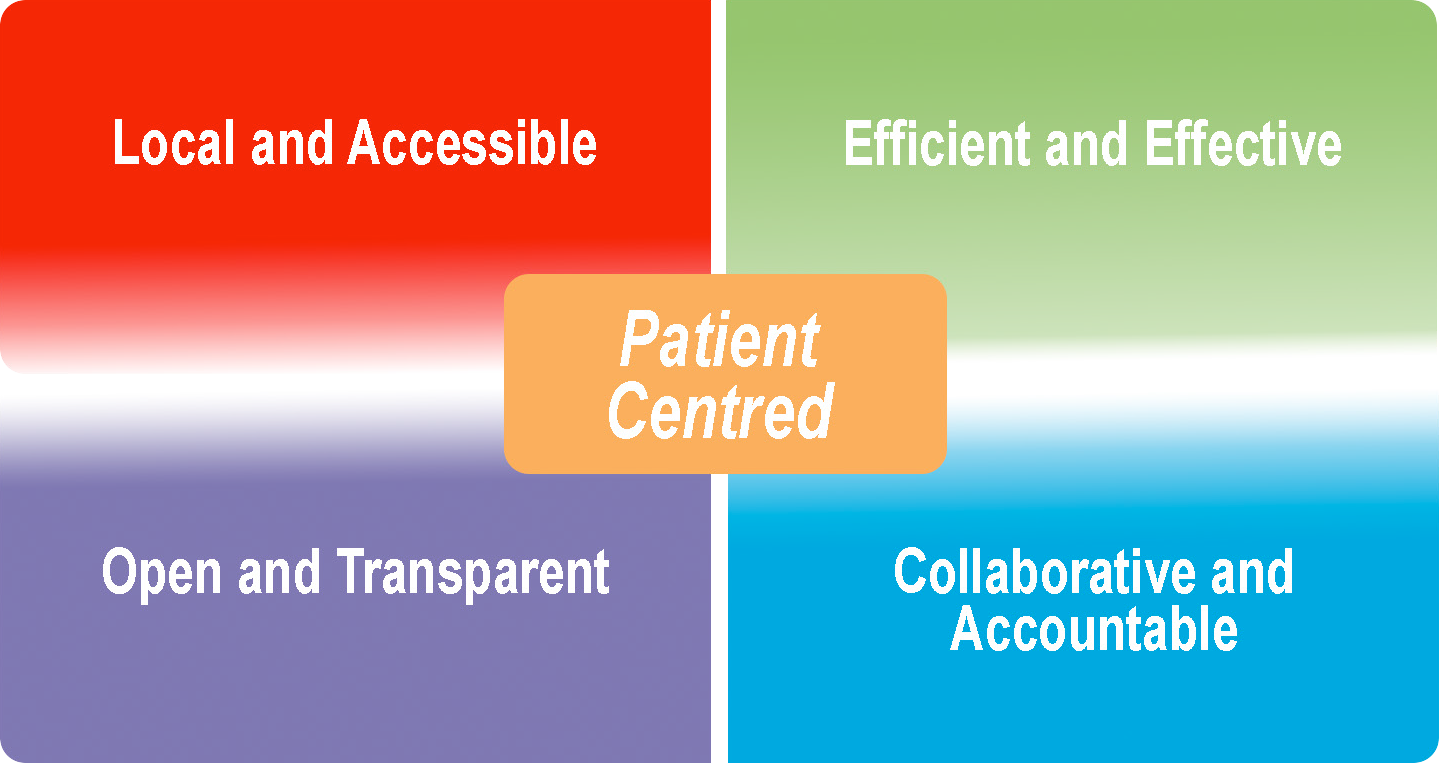 Local and Accessible
Efficient and Effective
Patient
Centred
Open and Transparent
Collaborative and
Accountable